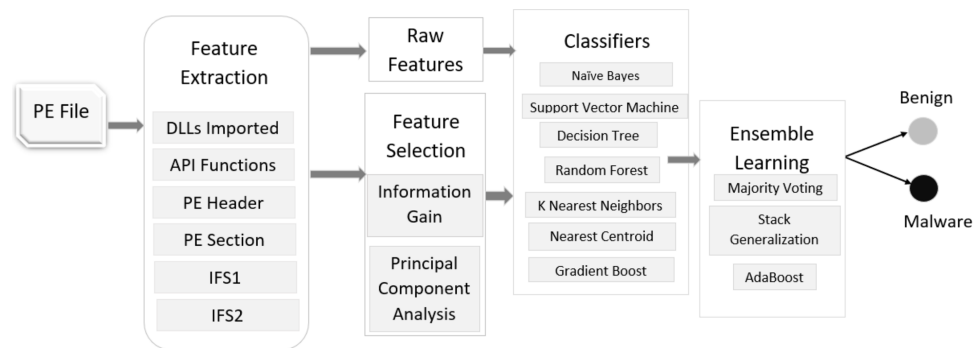 PE File
Feature
Extraction
DLLs Imported
API Functions
PE Header
PE Section
IFS1
IFS2
Raw
Features
Feature
Selection
Information
Gain
Principal
Component
Analysis
Classifiers
Naïve Bayes
Support Vector Machine
Decision Tree
Random Forest
K Nearest Neighbors
Nearest Centroid
Gradient Boost
Ensemble
Learning
Majority Voting
Stack
Generalization
AdaBoost
Benign
Malware